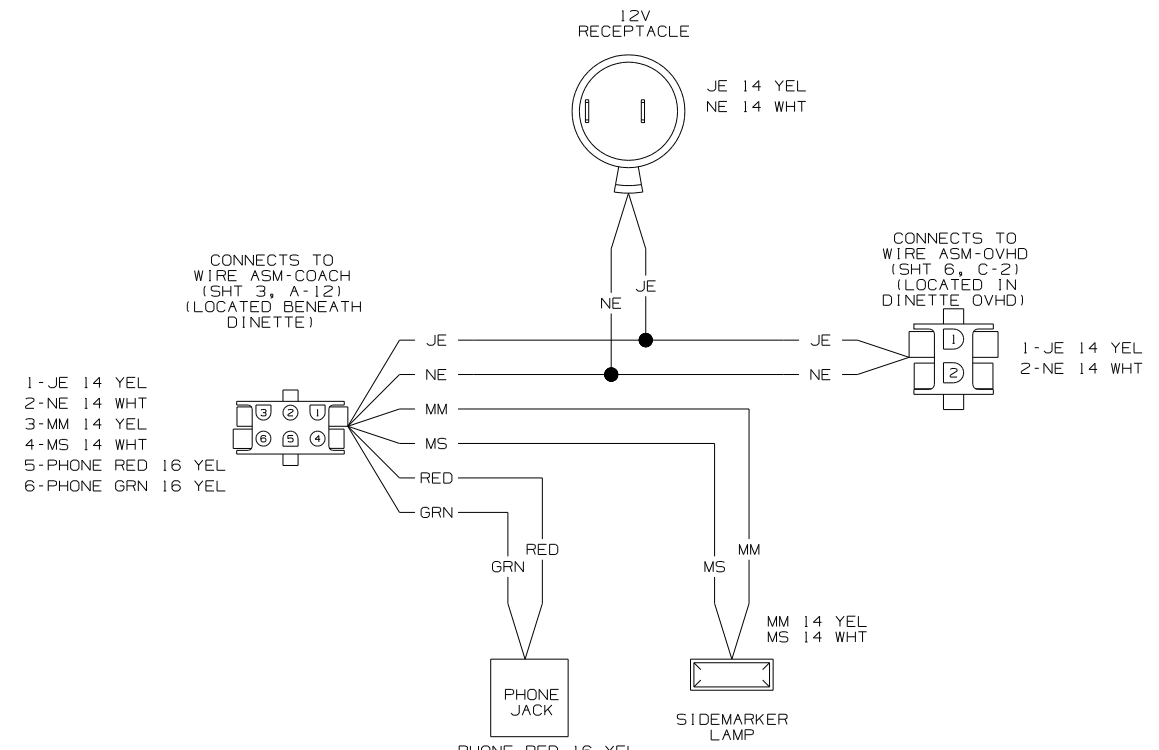 12V
RECEPTACLE
JE 14 YEL
NE 14 WHT
CONNECTS TO
WIRE ASM-COACH
(SHT 3, A-12)
(LOCATED BENEATH
DINETTE)
CONNECTS TO
WIRE ASM-OVHD
(SHT 6, C-2)
(LOCATED IN
DINETTE OVHD)
JE
NE
JE
JE
NE
NE
1
2
1-JE 14 YEL
2-NE 14 WHT
1-JE 14 YEL
2-NE 14 WHT
3-MM 14 YEL
4-MS 14 WHT
5-PHONE RED 16 YEL
6-PHONE GRN 16 YEL
3 2 1
6 5 4
MM
MS
RED
GRN
RED
GRN
MM
MS
MM 14 YEL
MS 14 WHT
PHONE
JACK
SIDEMARKER
LAMP
PHONE RED 16 YEL